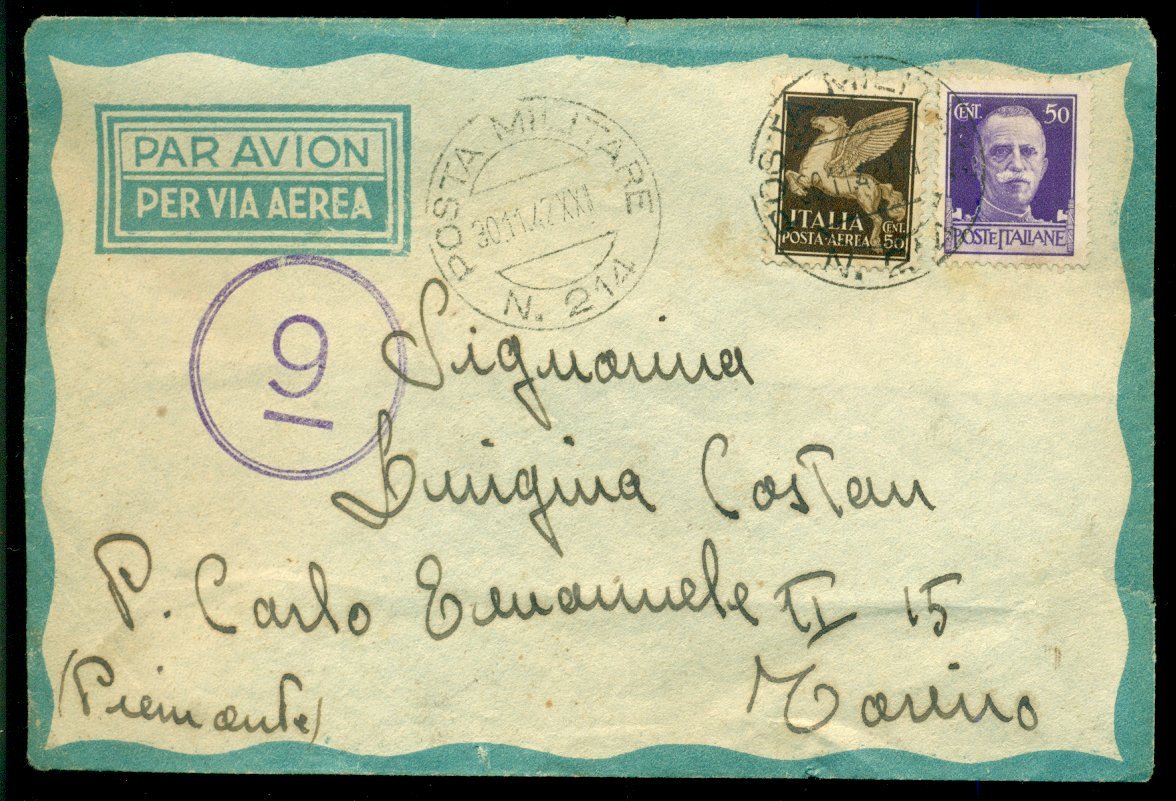 PAR AVION
PER VIA AEREA
POSTA MILITARE
30.11.42.XXI
N. 214
ITALIA
POSTA-AEREA
CENT. 50
CENT. 50
POSTE ITALIANE
9
Signorina
Luigina Costan
P. Carlo Emanuele II 15
(Piemonte)
Torino